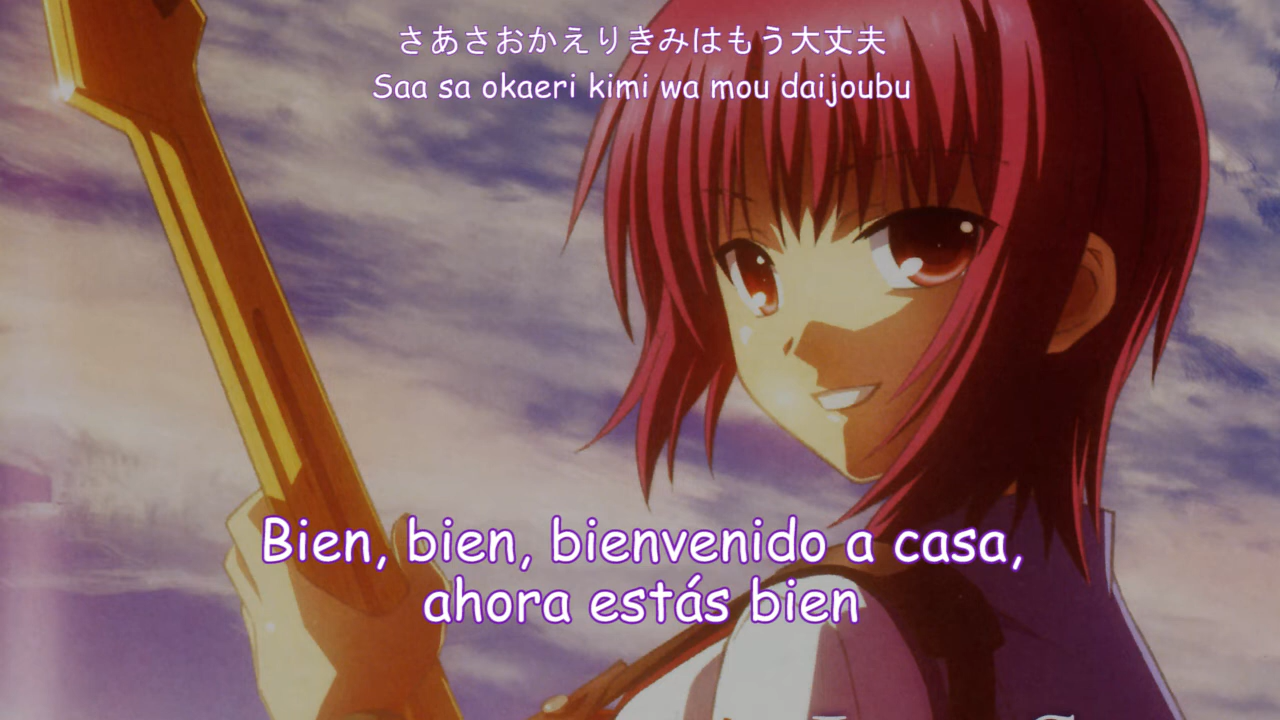 さあさおかえりきみはもう大丈夫
Saa sa okaeri kimi wa mou daijoubu
Bien, bien, bienvenido a casa,
ahora estás bien